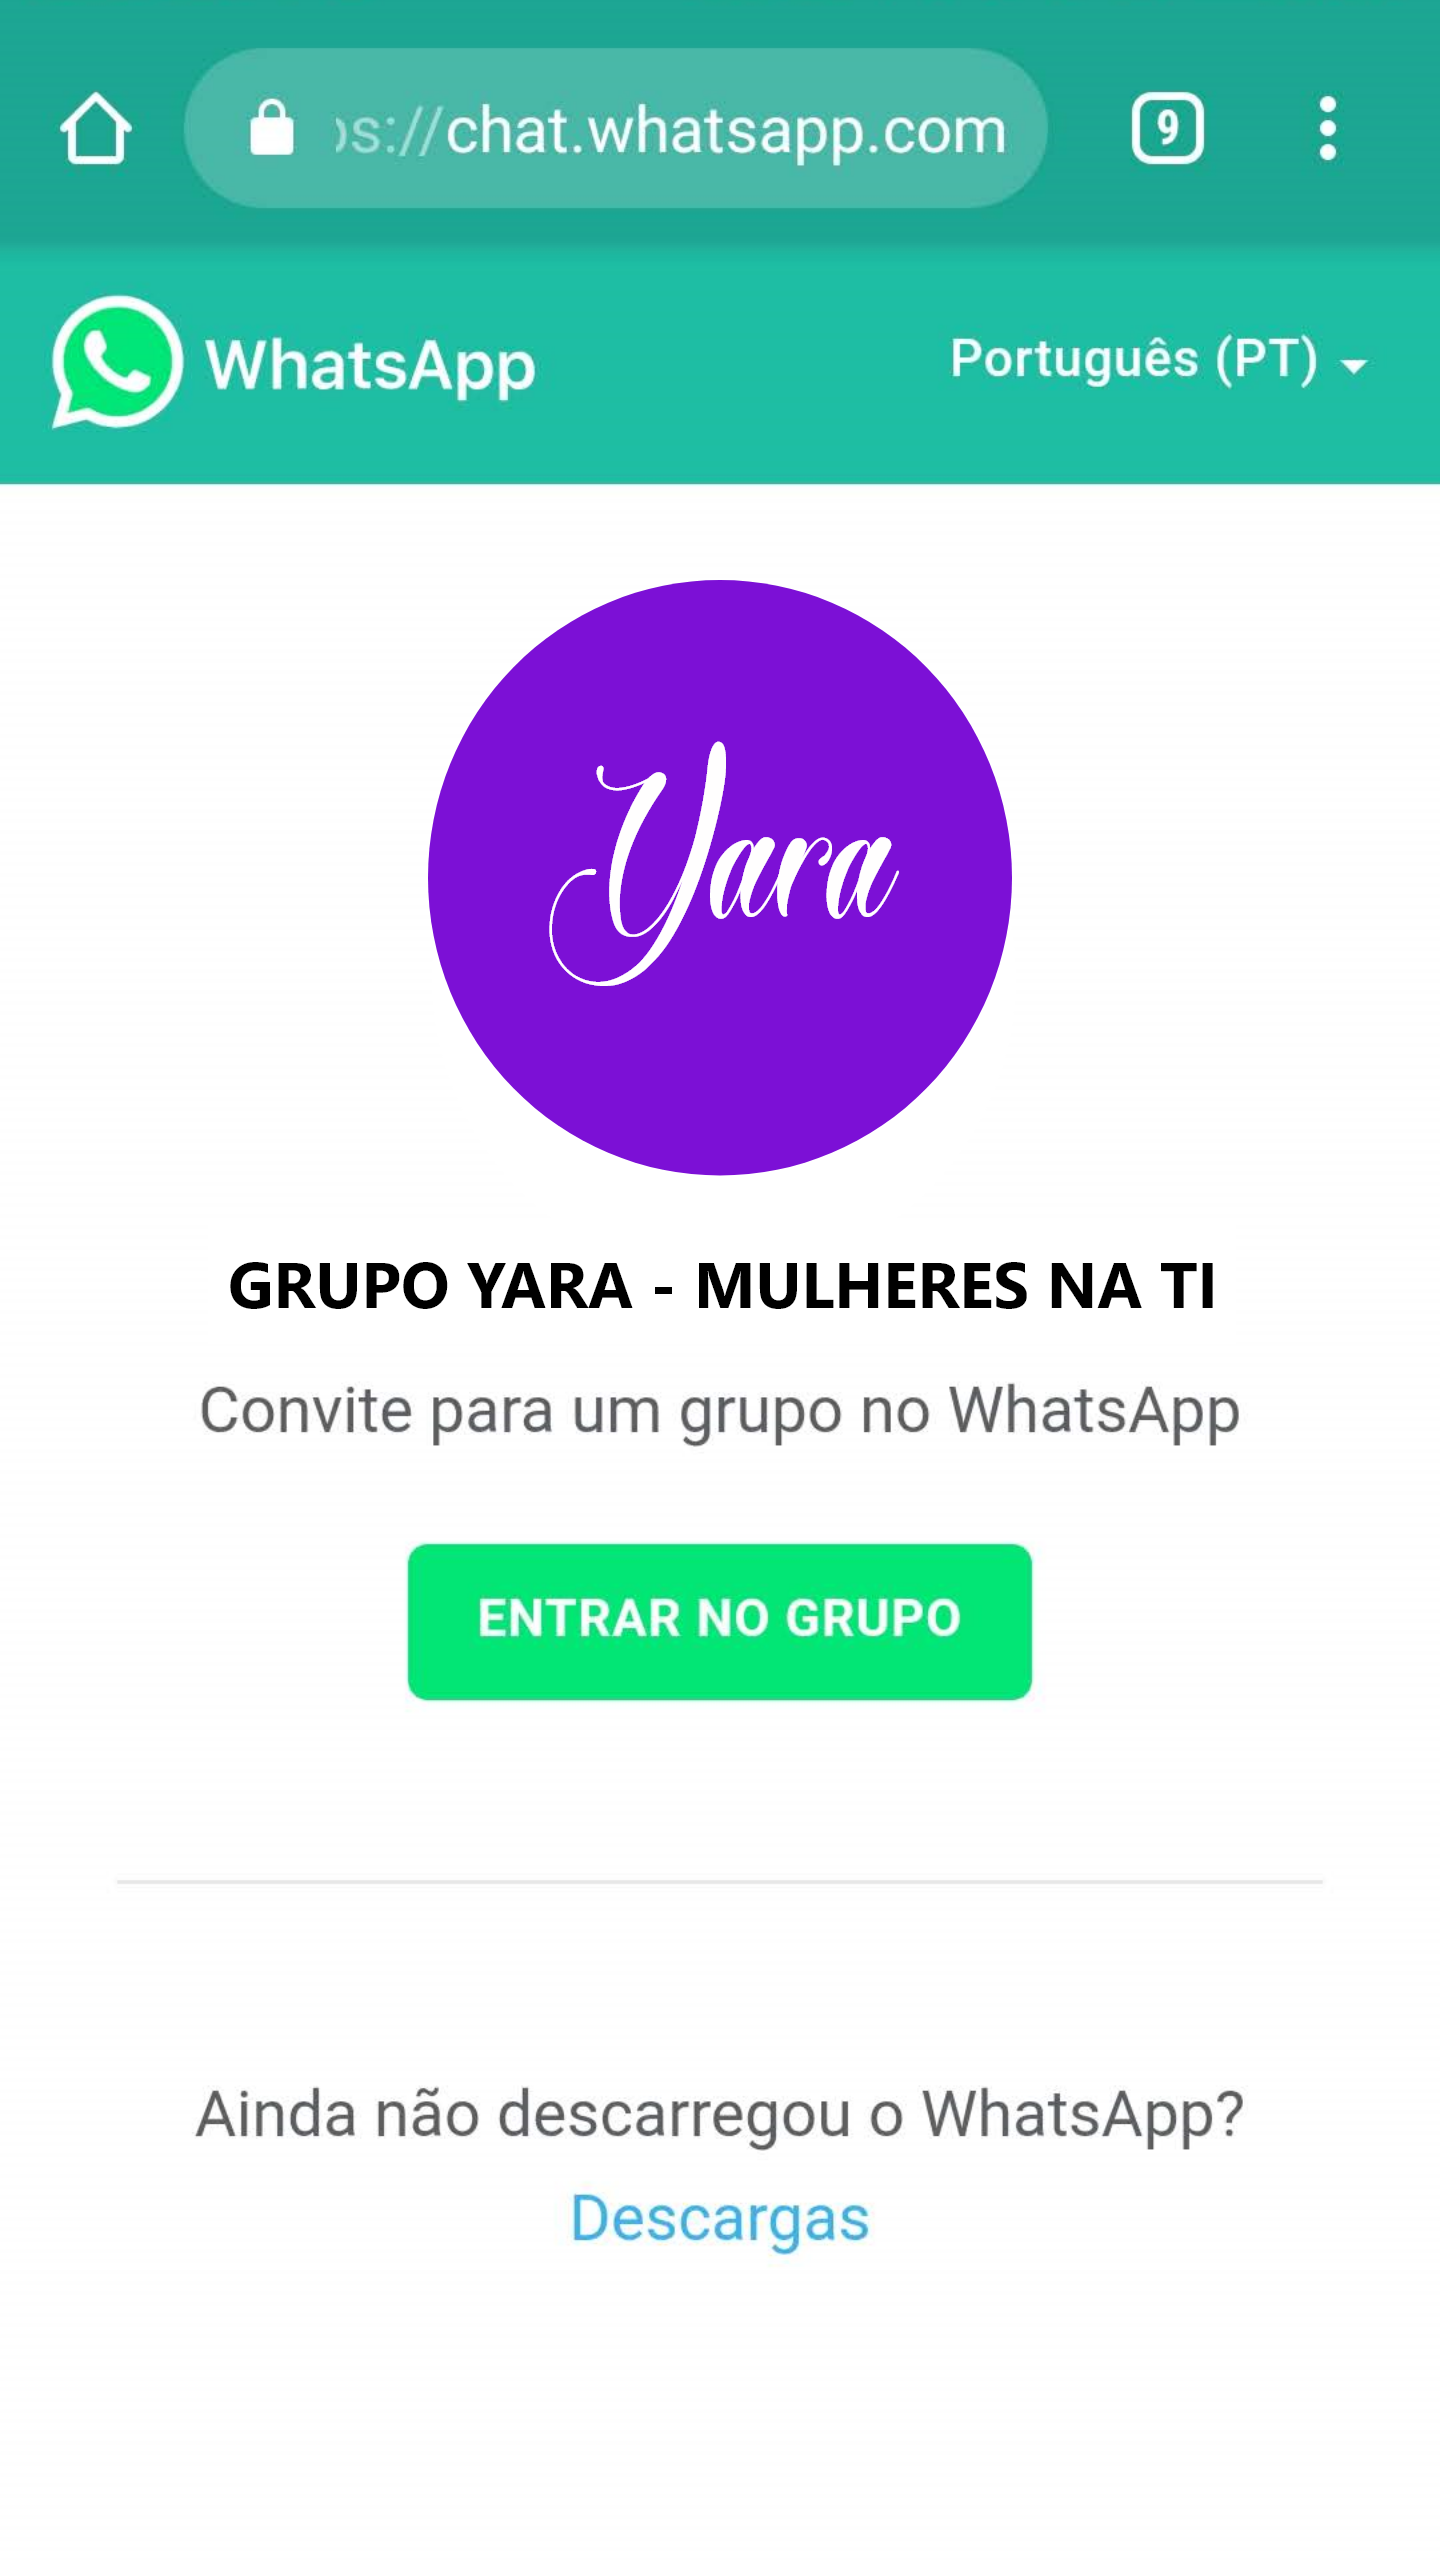 ps://chat.whatsapp.com
9
WhatsApp
Português (PT)
Yara
GRUPO YARA - MULHERES NA TI
Convite para um grupo no WhatsApp
ENTRAR NO GRUPO
Ainda não descarregou o WhatsApp?
Descargas